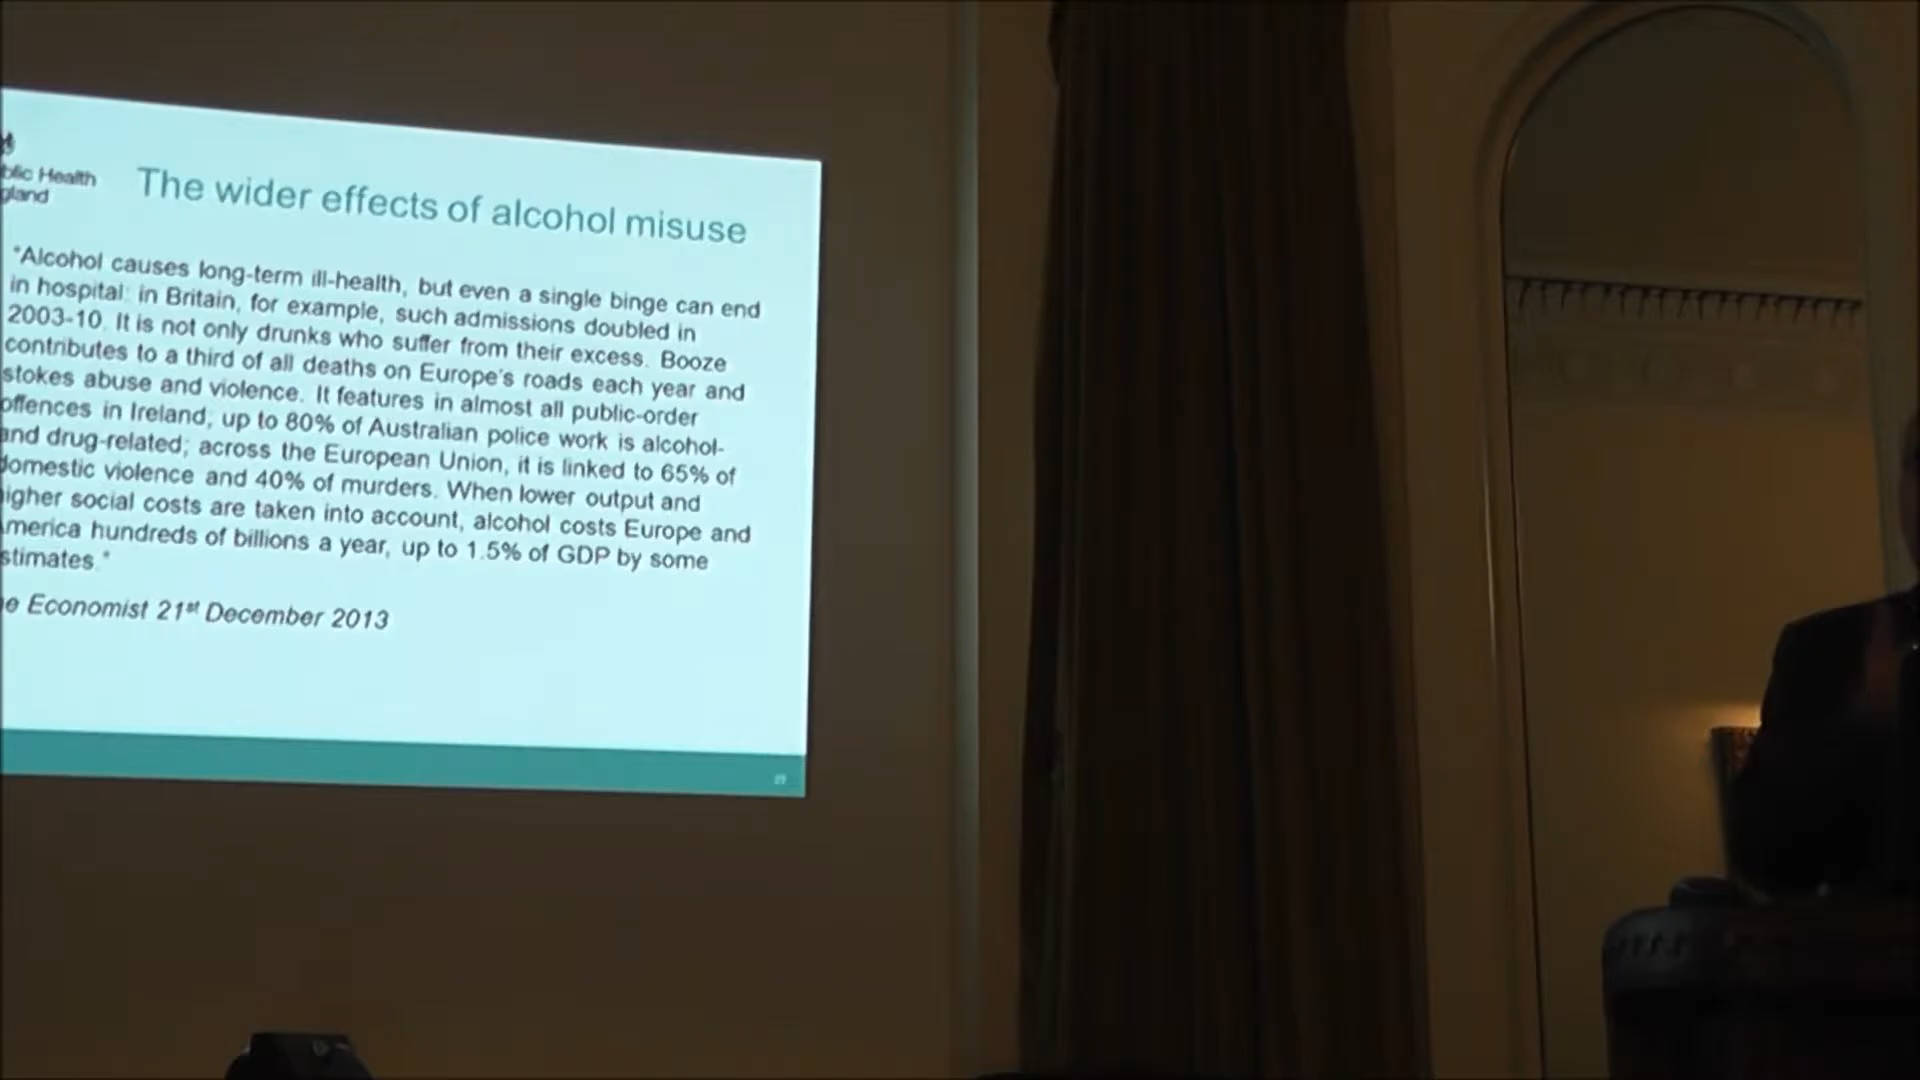 blic Health
gland
The wider effects of alcohol misuse
"Alcohol causes long-term ill-health, but even a single binge can end
in hospital: in Britain, for example, such admissions doubled in
2003-10. It is not only drunks who suffer from their excess. Booze
contributes to a third of all deaths on Europe's roads each year and
stokes abuse and violence. It features in almost all public-order
offences in Ireland; up to 80% of Australian police work is alcohol-
and drug-related; across the European Union, it is linked to 65% of
domestic violence and 40% of murders. When lower output and
igher social costs are taken into account, alcohol costs Europe and
America hundreds of billions a year, up to 1.5% of GDP by some
stimates."
e Economist 21st December 2013